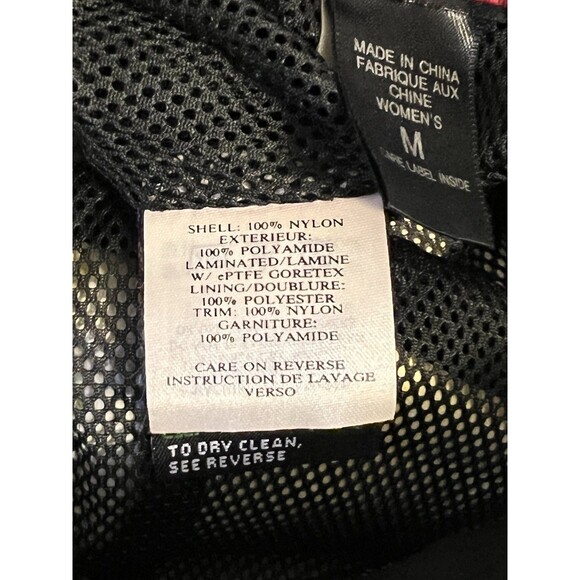 MADE IN CHINA
FABRIQUE AUX
CHINE
WOMEN'S
M
CARE LABEL INSIDE
SHELL: 100% NYLON
EXTERIEUR:
100% POLYAMIDE
LAMINATED/LAMINE
W/ ePTFE GORETEX
LINING/DOUBLURE:
100% POLYESTER
TRIM: 100% NYLON
GARNITURE:
100% POLYAMIDE
CARE ON REVERSE
INSTRUCTION DE LAVAGE
VERSO
TO DRY CLEAN,
SEE REVERSE